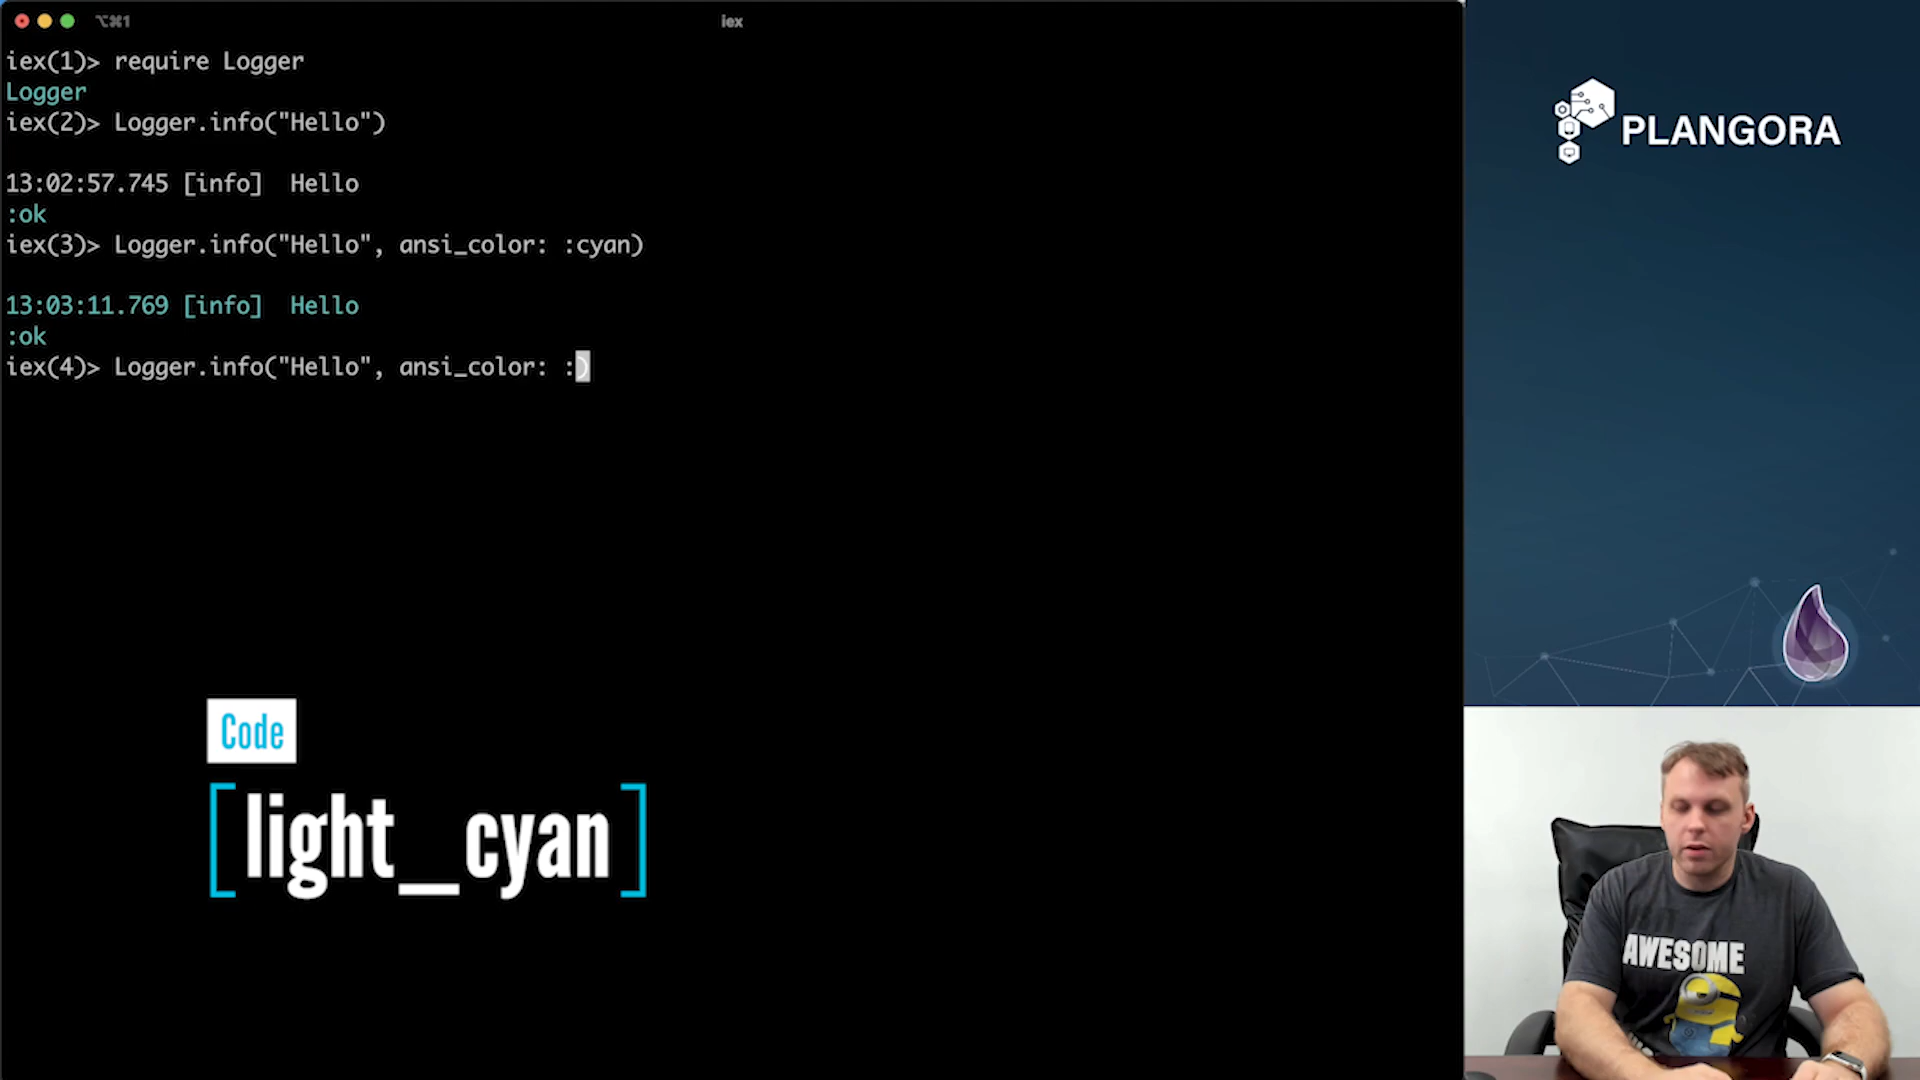 ⌥⌘1
iex
iex(1)> require Logger
Logger
iex(2)> Logger.info("Hello")
13:02:57.745 [info]  Hello
:ok
iex(3)> Logger.info("Hello", ansi_color: :cyan)
13:03:11.769 [info]  Hello
:ok
iex(4)> Logger.info("Hello", ansi_color: :)
Code
[light_cyan]
PLANGORA
AWESOME